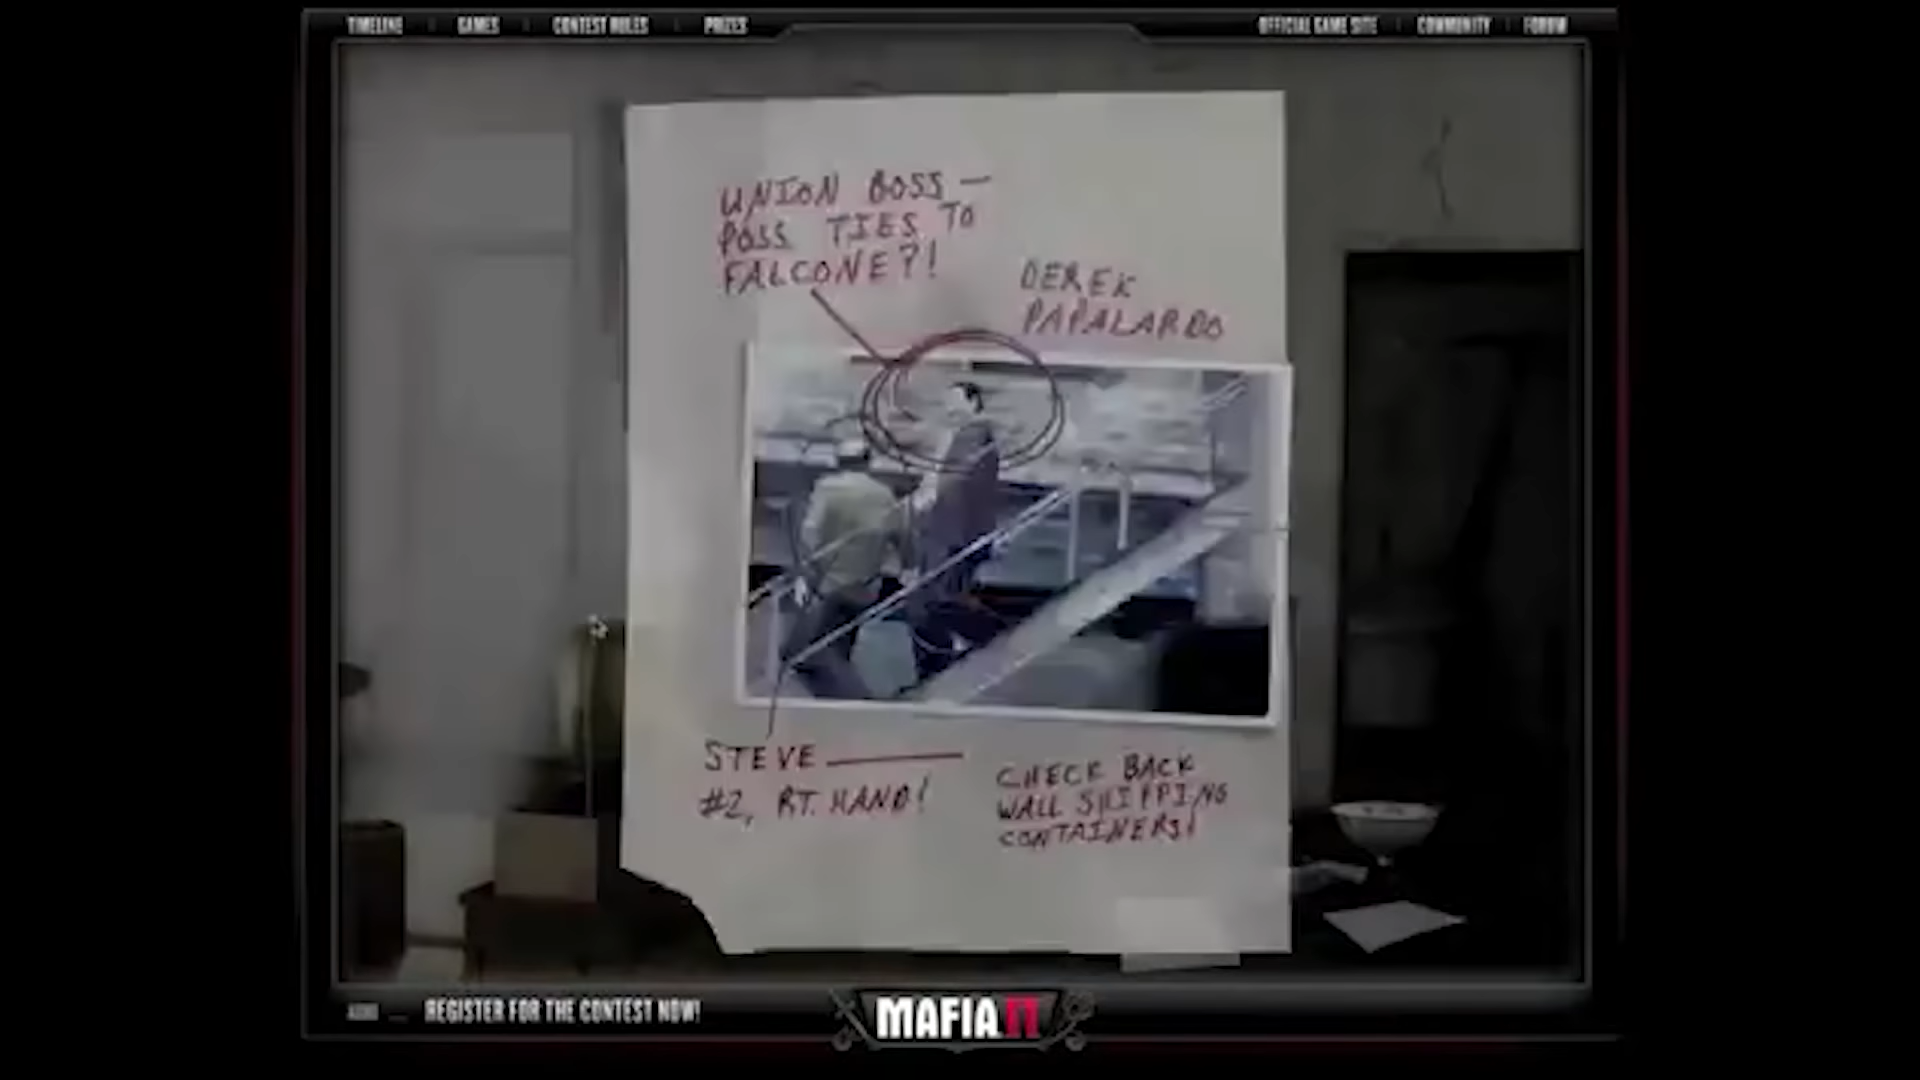 TIMELINE GAMES CONTEST RULES PRIZES OFFICIAL GAME SITE COMMUNITY FORUM
UNION BOSS —
POSS TIES TO
FALCONE?!
DEREK
PAPALARDO
STEVE
#2, RT. HAND!
CHECK BACK
WALL SHIPPING
CONTAINERS!
AUDIO REGISTER FOR THE CONTEST NOW!
MAFIA II